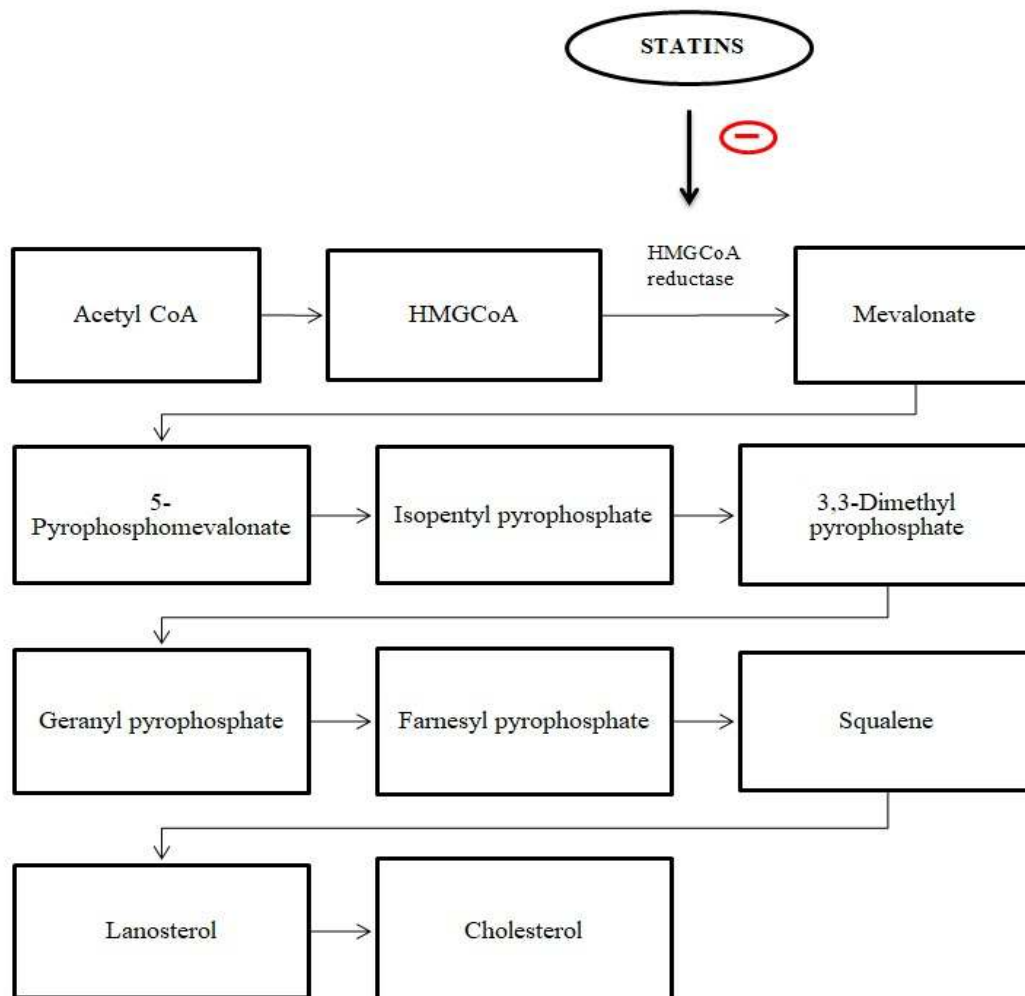 STATINS
−
HMGCoA
reductase
Acetyl CoA
HMGCoA
Mevalonate
5-
Pyrophosphomevalonate
Isopentyl pyrophosphate
3,3-Dimethyl
pyrophosphate
Geranyl pyrophosphate
Farnesyl pyrophosphate
Squalene
Lanosterol
Cholesterol